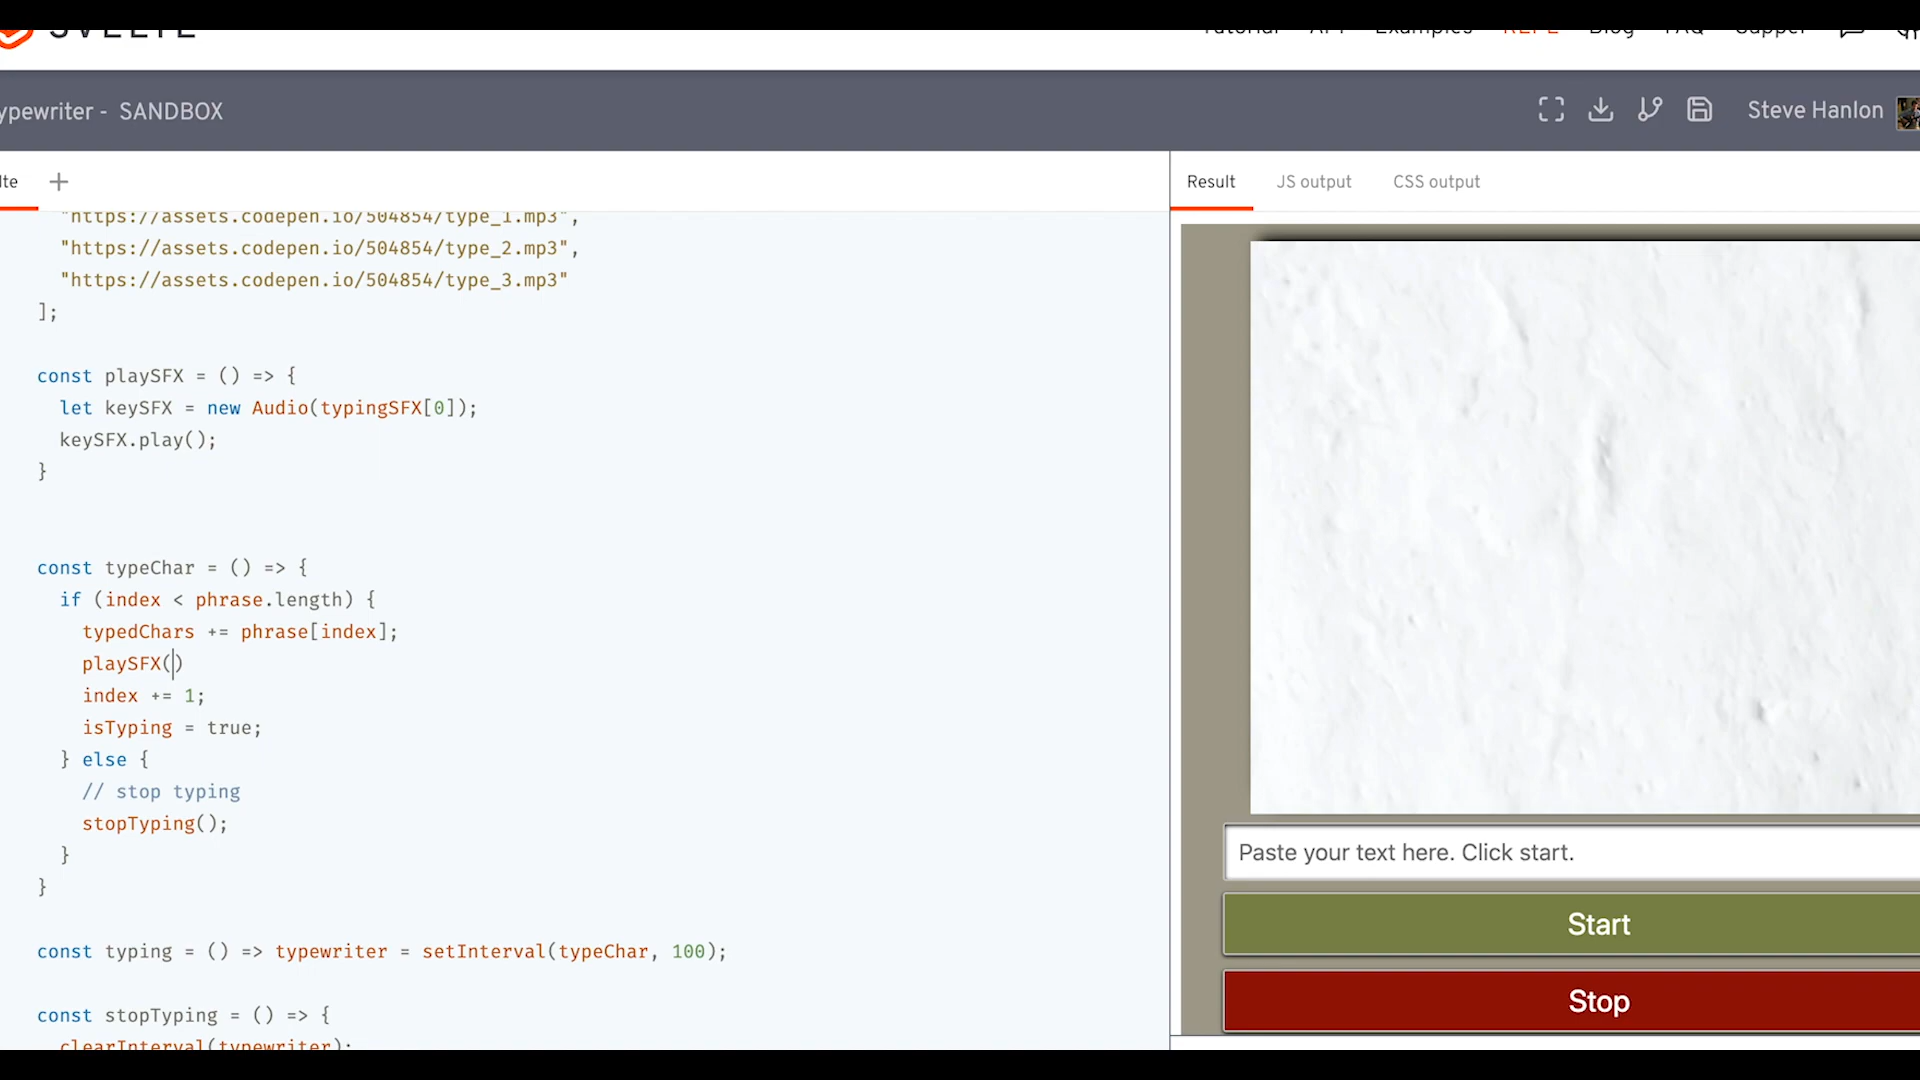 SVELTE
Tutorial API Examples REPL Blog FAQ
ypewriter - SANDBOX
Steve Hanlon
lte +
Result JS output CSS output
"https://assets.codepen.io/504854/type_1.mp3",
"https://assets.codepen.io/504854/type_2.mp3",
"https://assets.codepen.io/504854/type_3.mp3"
];
const playSFX = () => {
let keySFX = new Audio(typingSFX[0]);
keySFX.play();
}
const typeChar = () => {
if (index < phrase.length) {
typedChars += phrase[index];
playSFX()
index += 1;
isTyping = true;
} else {
// stop typing
stopTyping();
}
}
const typing = () => typewriter = setInterval(typeChar, 100);
const stopTyping = () => {
clearInterval(typewriter);
Paste your text here. Click start.
Start
Stop